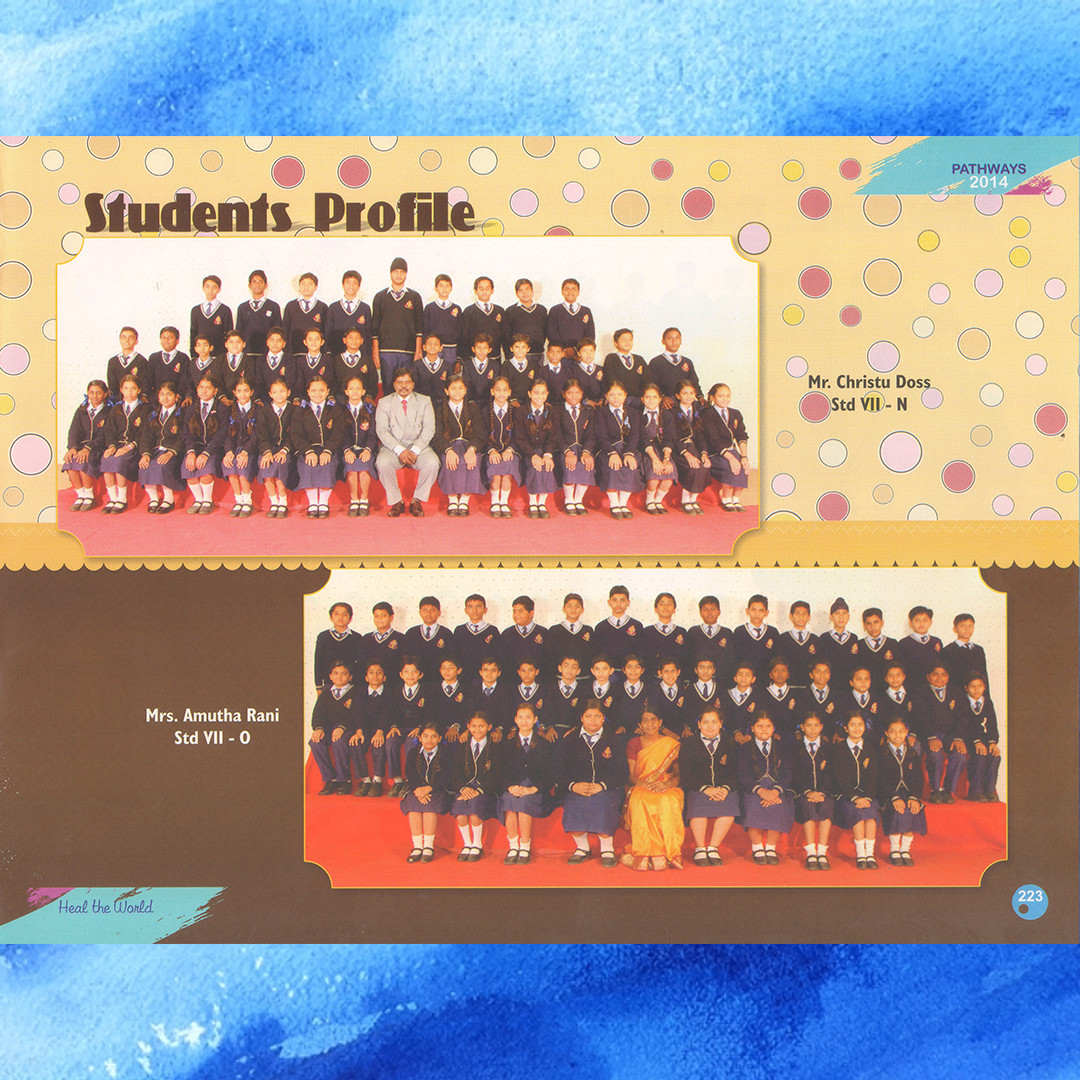 PATHWAYS
2014
Students Profile
Mr. Christu Doss
Std VII - N
Mrs. Amutha Rani
Std VII - O
Heal the World
223